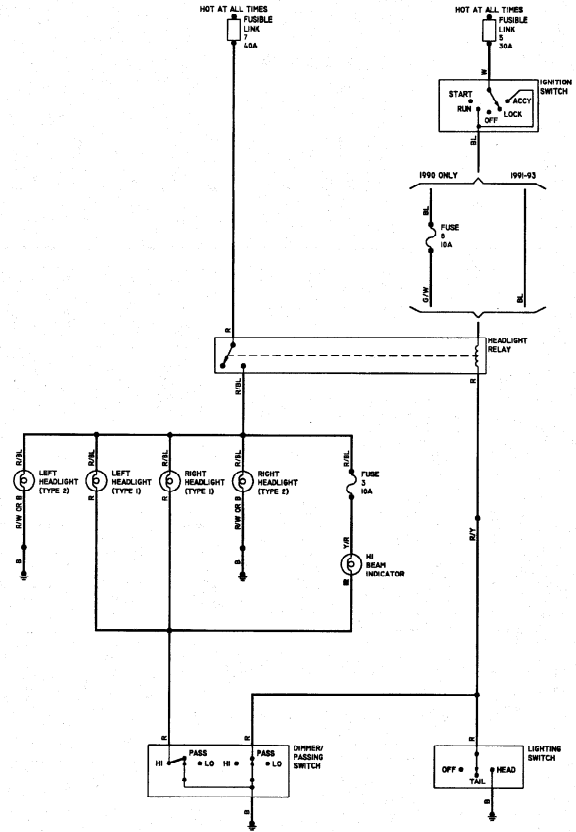 HOT AT ALL TIMES
FUSIBLE
LINK
7
40A
HOT AT ALL TIMES
FUSIBLE
LINK
5
30A
W
IGNITION
SWITCH
START
RUN
OFF
ACCY
LOCK
BL
1990 ONLY
1991-93
BL
FUSE
6
10A
G/W
BL
R
HEADLIGHT
RELAY
R/BL
R
R/BL
R/BL
R/BL
R/BL
R/BL
LEFT
HEADLIGHT
(TYPE 2)
LEFT
HEADLIGHT
(TYPE 1)
RIGHT
HEADLIGHT
(TYPE 1)
RIGHT
HEADLIGHT
(TYPE 2)
FUSE
3
10A
R/W OR B
R
R
R/W OR B
B
B
Y/R
HI
BEAM
INDICATOR
R/Y
R
R
R
DIMMER/
PASSING
SWITCH
PASS
HI
LO
PASS
HI
LO
B
LIGHTING
SWITCH
OFF
TAIL
HEAD
B